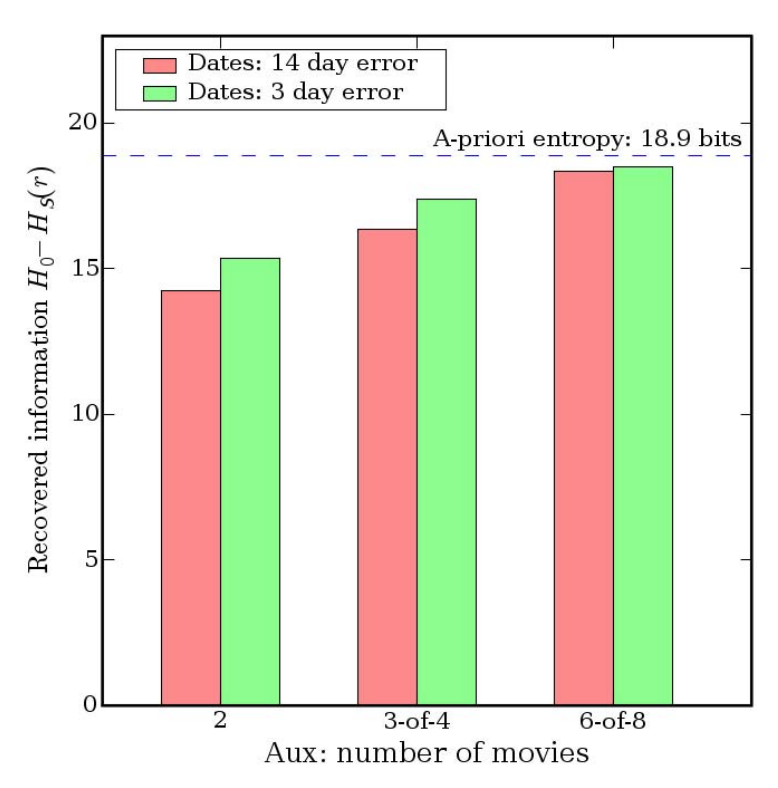 Dates: 14 day error
Dates: 3 day error
20
A-priori entropy: 18.9 bits
15
10
5
0
Recovered information H₀– H_S(r)
2 3-of-4 6-of-8
Aux: number of movies